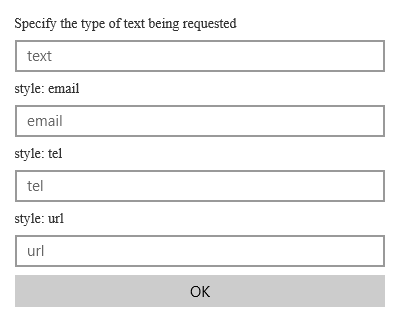 Specify the type of text being requested
text
style: email
email
style: tel
tel
style: url
url
OK